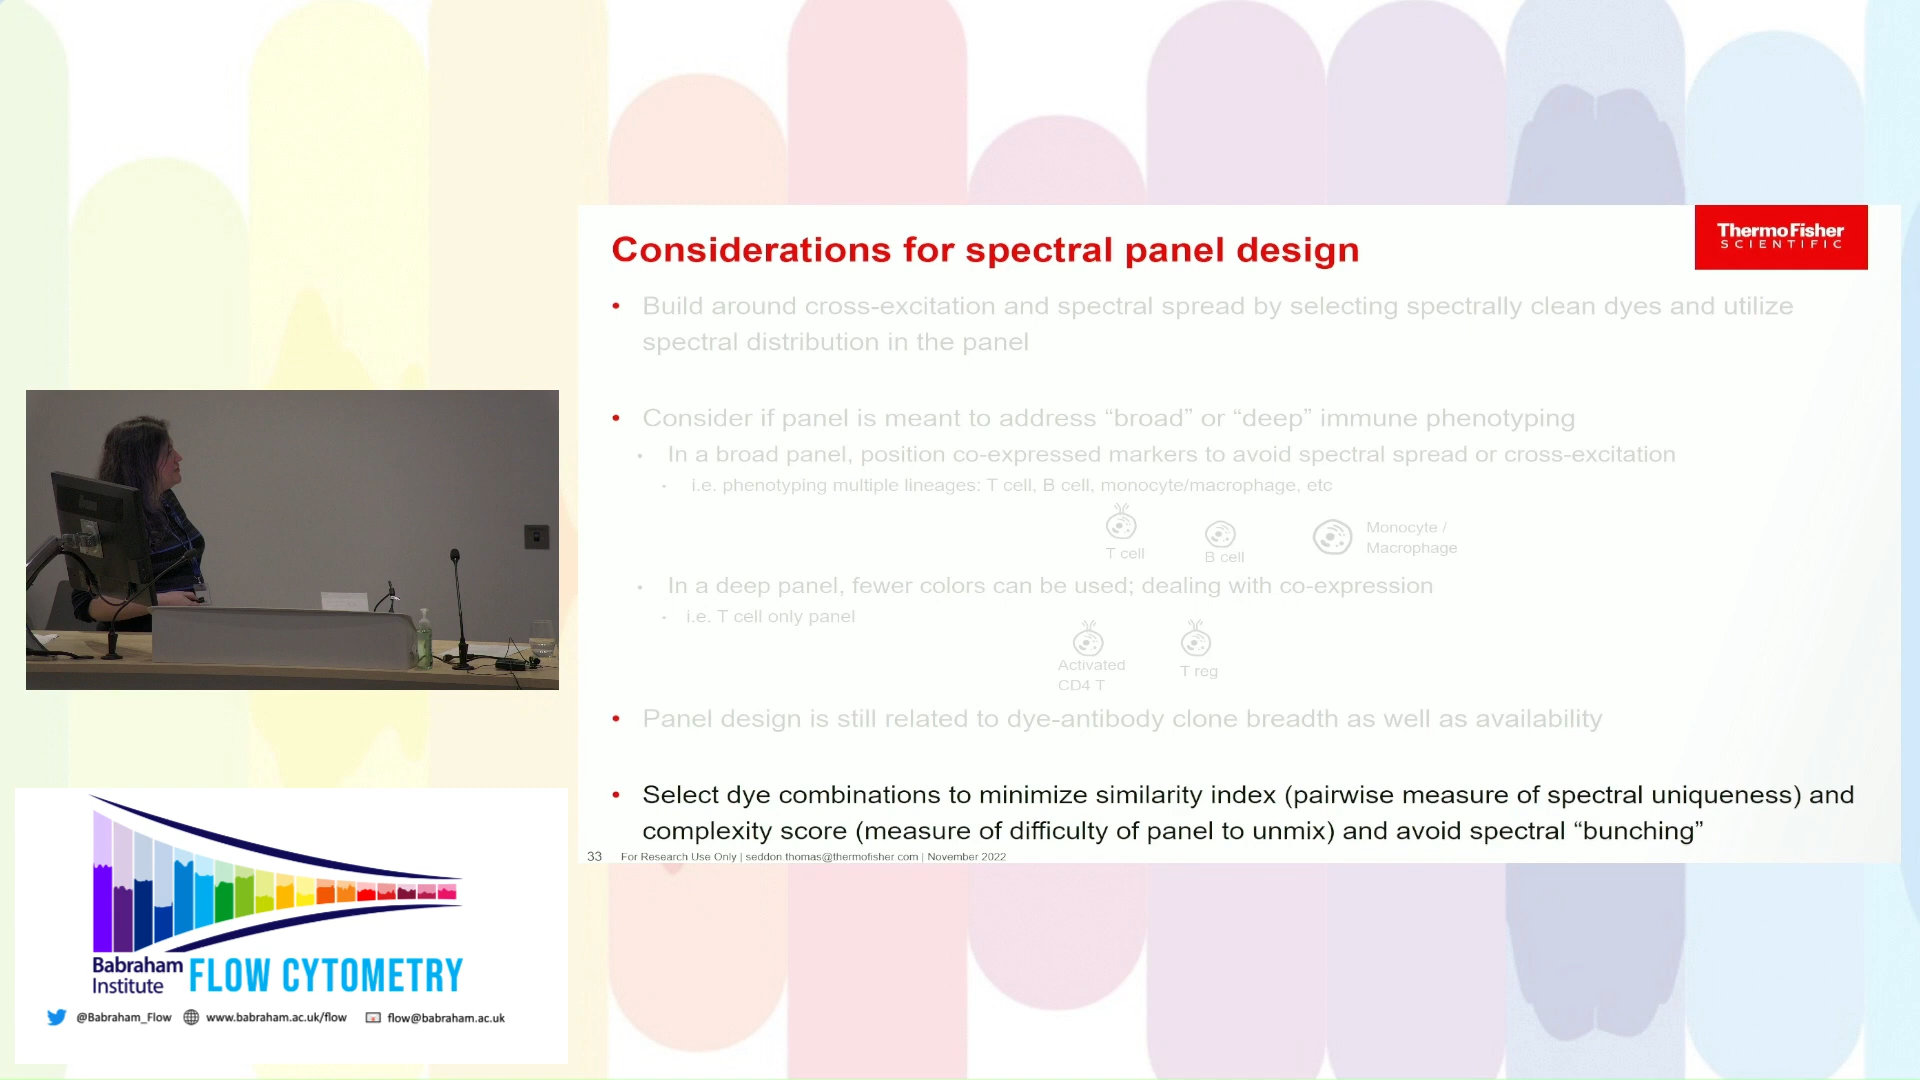 Considerations for spectral panel design
ThermoFisher
SCIENTIFIC
• Build around cross-excitation and spectral spread by selecting spectrally clean dyes and utilize
spectral distribution in the panel
• Consider if panel is meant to address “broad” or “deep” immune phenotyping
• In a broad panel, position co-expressed markers to avoid spectral spread or cross-excitation
• i.e. phenotyping multiple lineages: T cell, B cell, monocyte/macrophage, etc
T cell
B cell
Monocyte /
Macrophage
• In a deep panel, fewer colors can be used; dealing with co-expression
• i.e. T cell only panel
Activated
CD4 T
T reg
• Panel design is still related to dye-antibody clone breadth as well as availability
• Select dye combinations to minimize similarity index (pairwise measure of spectral uniqueness) and
complexity score (measure of difficulty of panel to unmix) and avoid spectral “bunching”
33 For Research Use Only | seddon.thomas@thermofisher.com | November 2022
Babraham
Institute
FLOW CYTOMETRY
@Babraham_Flow www.babraham.ac.uk/flow flow@babraham.ac.uk